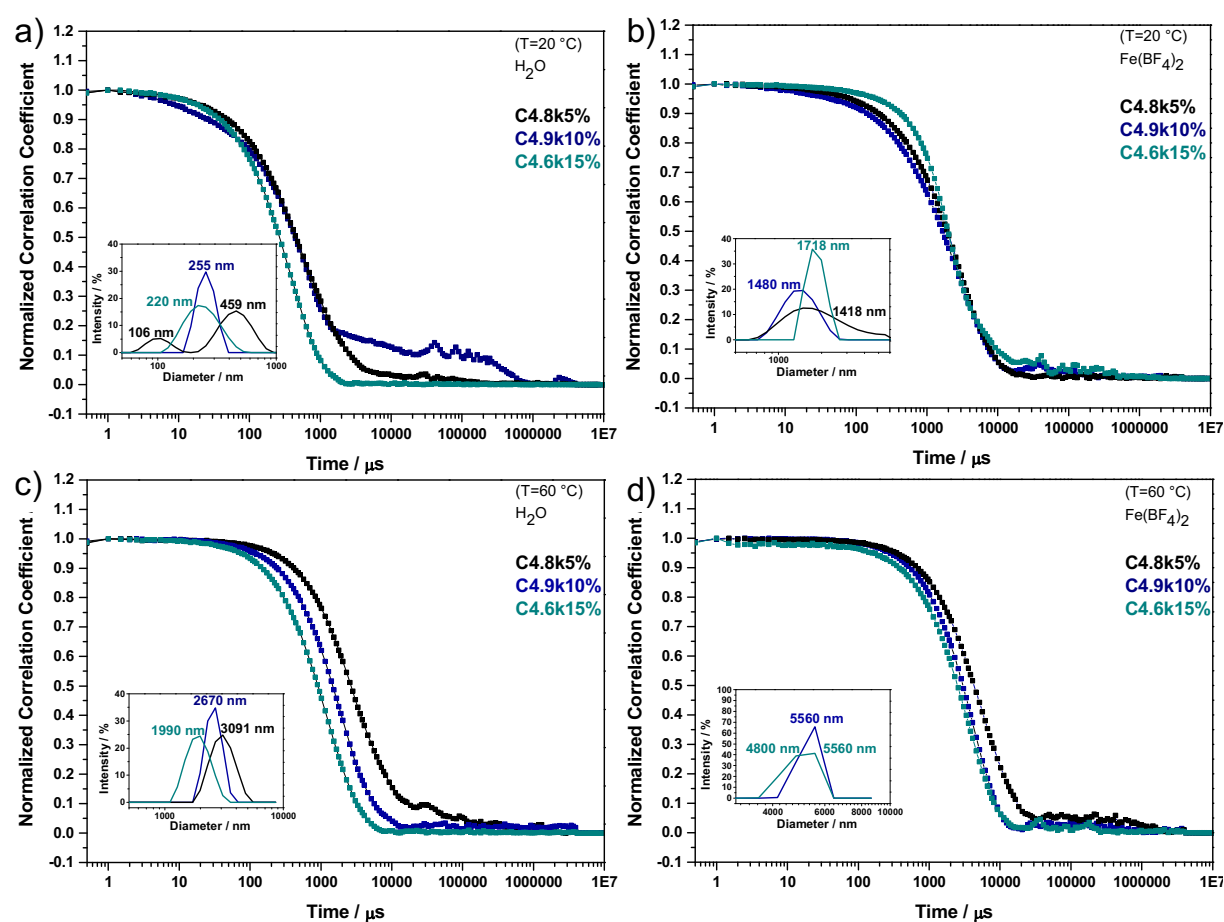 a)
1.2
1.1
1.0
0.9
0.8
0.7
0.6
0.5
0.4
0.3
0.2
0.1
0.0
-0.1
Normalized Correlation Coefficient
(T=20 °C)
H2O
C4.8k5%
C4.9k10%
C4.6k15%
40
30
20
10
0
Intensity / %
255 nm
220 nm
459 nm
106 nm
100
1000
Diameter / nm
1
10
100
1000
10000
100000
1000000
1E7
Time / µs
b)
1.2
1.1
1.0
0.9
0.8
0.7
0.6
0.5
0.4
0.3
0.2
0.1
0.0
-0.1
Normalized Correlation Coefficient
(T=20 °C)
Fe(BF4)2
C4.8k5%
C4.9k10%
C4.6k15%
40
30
20
10
0
Intensity / %
1718 nm
1480 nm
1418 nm
1000
Diameter / nm
1
10
100
1000
10000
100000
1000000
1E7
Time / µs
c)
1.2
1.1
1.0
0.9
0.8
0.7
0.6
0.5
0.4
0.3
0.2
0.1
0.0
-0.1
Normalized Correlation Coefficient
(T=60 °C)
H2O
C4.8k5%
C4.9k10%
C4.6k15%
40
30
20
10
0
Intensity / %
2670 nm
1990 nm
3091 nm
1000
10000
Diameter / nm
1
10
100
1000
10000
100000
1000000
1E7
Time / µs
d)
1.2
1.1
1.0
0.9
0.8
0.7
0.6
0.5
0.4
0.3
0.2
0.1
0.0
-0.1
Normalized Correlation Coefficient
(T=60 °C)
Fe(BF4)2
C4.8k5%
C4.9k10%
C4.6k15%
100
90
80
70
60
50
40
30
20
10
0
Intensity / %
5560 nm
4800 nm
5560 nm
4000
6000
8000
10000
Diameter / nm
1
10
100
1000
10000
100000
1000000
1E7
Time / µs